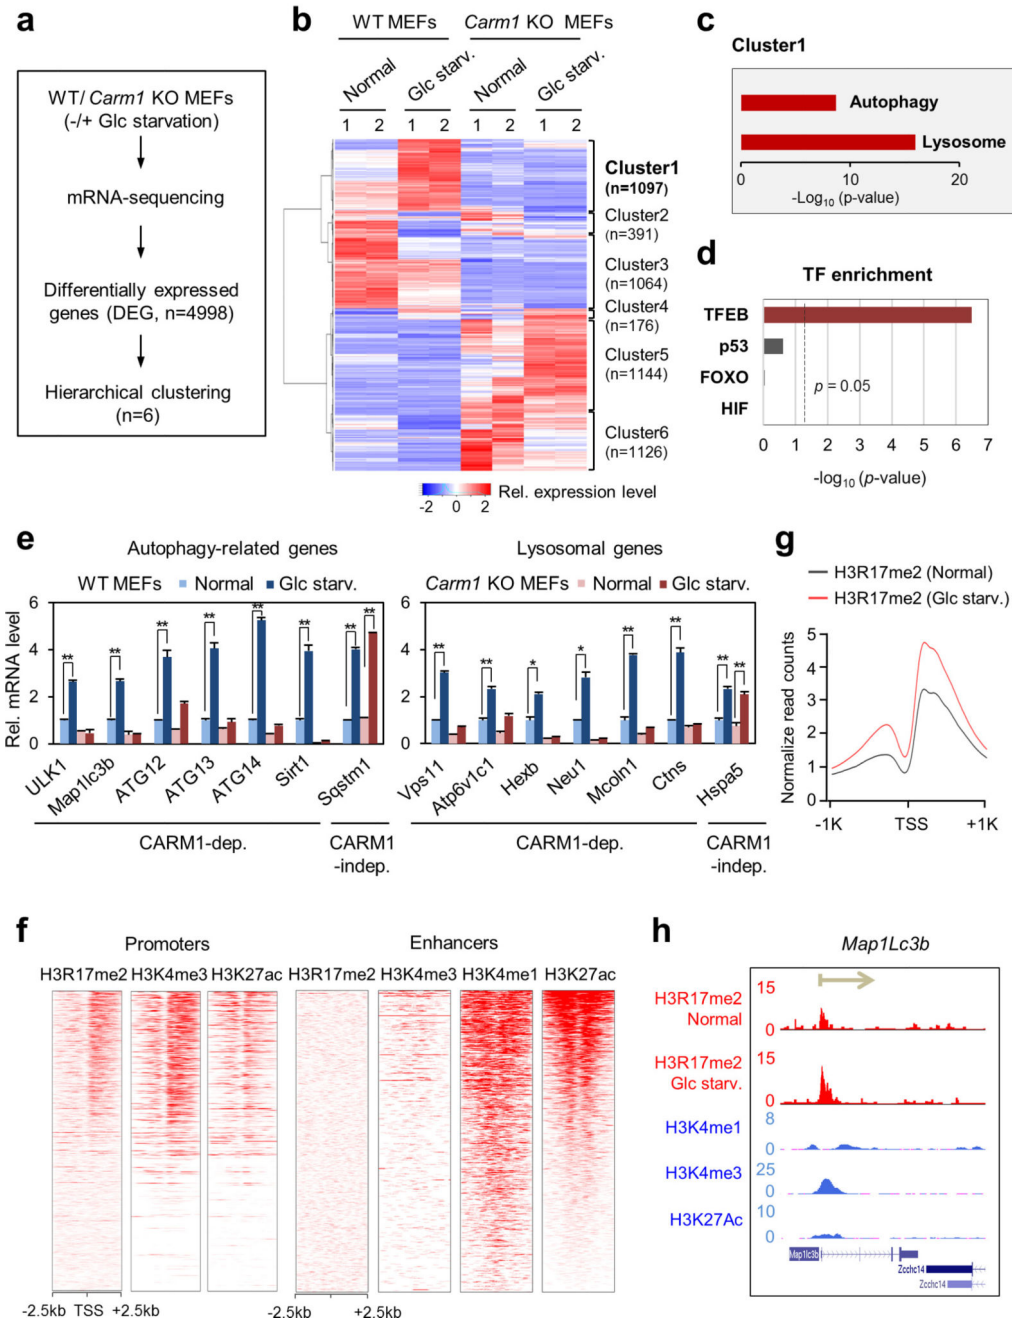 a
WT/ Carm1 KO MEFs
(-/+ Glc starvation)
mRNA-sequencing
Differentially expressed
genes (DEG, n=4998)
Hierarchical clustering
(n=6)
b
WT MEFs Carm1 KO MEFs
Normal Glc starv. Normal Glc starv.
1 2 1 2 1 2 1 2
Cluster1
(n=1097)
Cluster2
(n=391)
Cluster3
(n=1064)
Cluster4
(n=176)
Cluster5
(n=1144)
Cluster6
(n=1126)
-2 0 2
Rel. expression level
c
Cluster1
Autophagy
Lysosome
0 10 20
-Log10 (p-value)
d
TF enrichment
TFEB
p53
FOXO
HIF
p = 0.05
0 1 2 3 4 5 6 7
-log10 (p-value)
e
Autophagy-related genes
WT MEFs Normal Glc starv.
Lysosomal genes
Carm1 KO MEFs Normal Glc starv.
Rel. mRNA level
6
4
2
0
** ** ** ** ** ** ** **
ULK1 Map1lc3b ATG12 ATG13 ATG14 Sirt1 Sqstm1
CARM1-dep. CARM1
-indep.
6
4
2
0
** ** * * ** ** ** **
Vps11 Atp6v1c1 Hexb Neu1 Mcoln1 Ctns Hspa5
CARM1-dep. CARM1
-indep.
g
H3R17me2 (Normal)
H3R17me2 (Glc starv.)
Normalize read counts
5
4
3
2
1
0
-1K TSS +1K
f
Promoters Enhancers
H3R17me2 H3K4me3 H3K27ac H3R17me2 H3K4me3 H3K4me1 H3K27ac
-2.5kb TSS +2.5kb -2.5kb +2.5kb
h
Map1Lc3b
H3R17me2
Normal
15
0
H3R17me2
Glc starv.
15
0
H3K4me1
8
0
H3K4me3
25
0
H3K27Ac
10
0
Map1lc3b
Zcchc14
Zcchc14